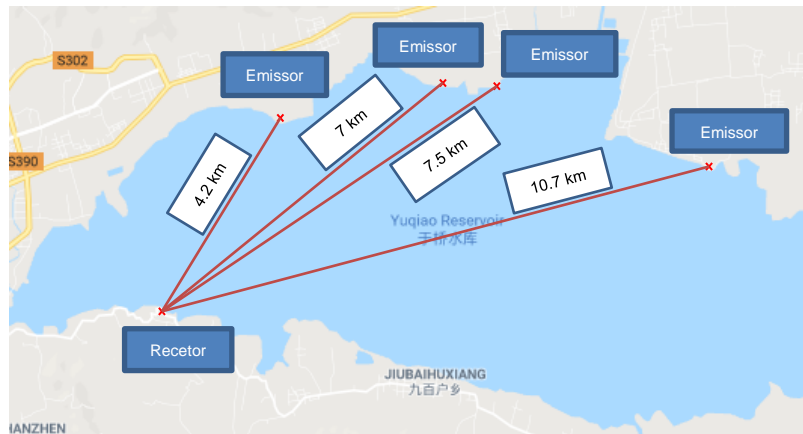 S302
Emissor
Emissor
Emissor
Emissor
S390
4.2 km
7 km
7.5 km
10.7 km
Yuqiao Reservoir
于桥水库
Recetor
JIUBAIHUXIANG
九百户乡
HANZHEN